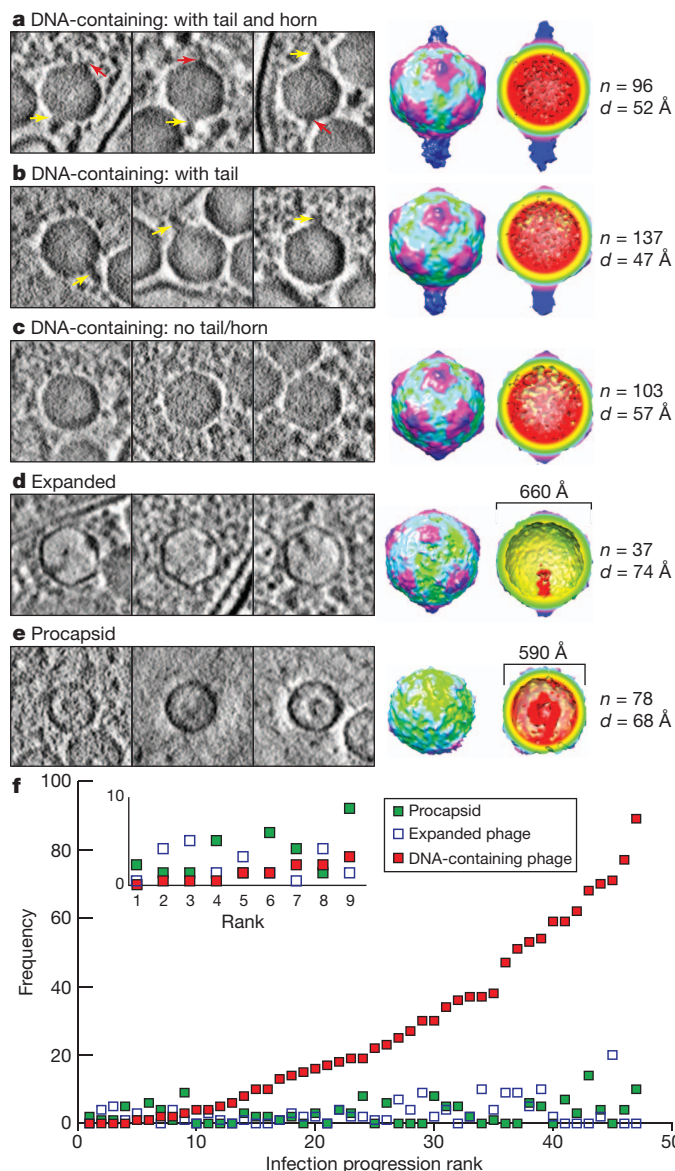 a DNA-containing: with tail and horn
n = 96
d = 52 Å
b DNA-containing: with tail
n = 137
d = 47 Å
c DNA-containing: no tail/horn
n = 103
d = 57 Å
d Expanded
660 Å
n = 37
d = 74 Å
e Procapsid
590 Å
n = 78
d = 68 Å
f
100
80
60
40
20
0
Frequency
10
0
1 2 3 4 5 6 7 8 9
Rank
Procapsid
Expanded phage
DNA-containing phage
0 10 20 30 40 50
Infection progression rank